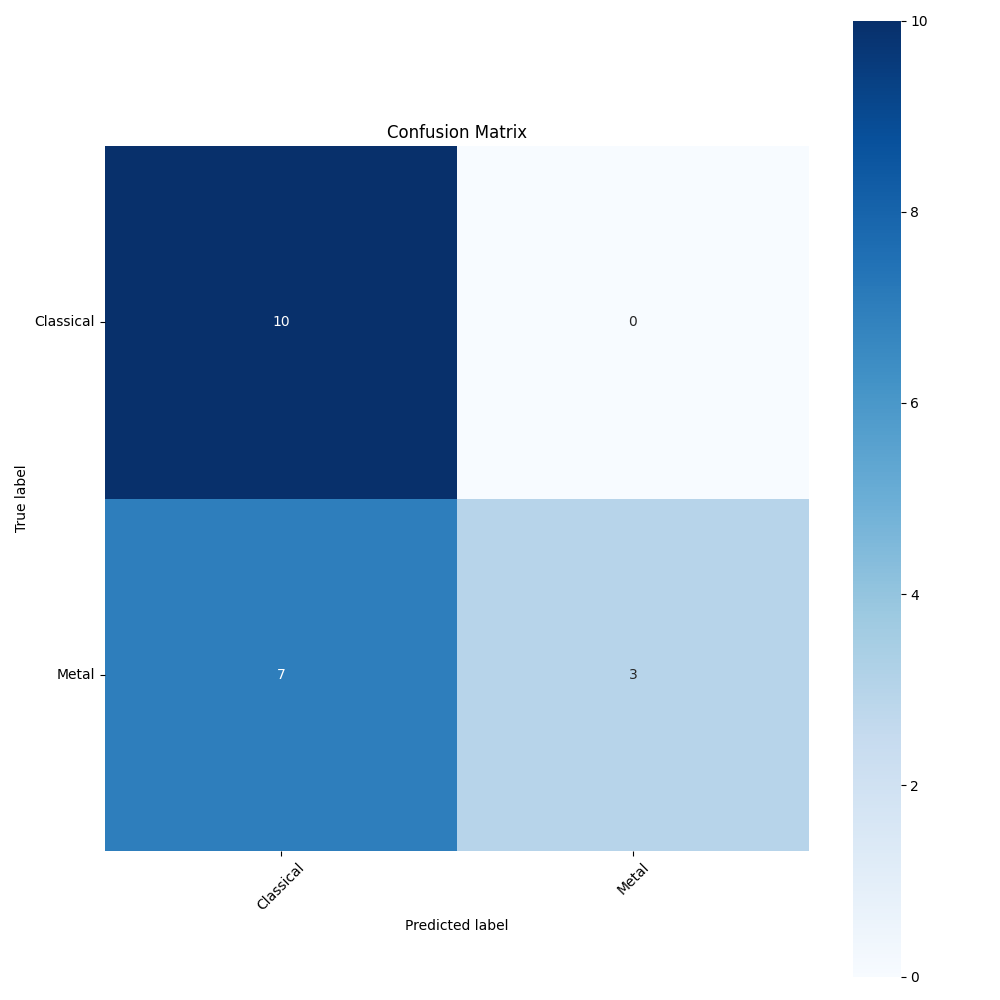 Confusion Matrix
10
8
6
4
2
0
True label
Classical
Metal
10
0
7
3
Classical
Metal
Predicted label